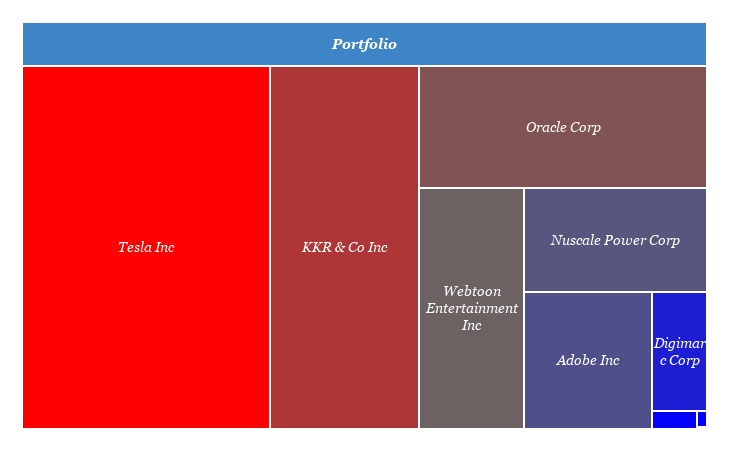 Portfolio
Oracle Corp
Tesla Inc
KKR & Co Inc
Nuscale Power Corp
Webtoon
Entertainment
Inc
Adobe Inc
Digimar
c Corp